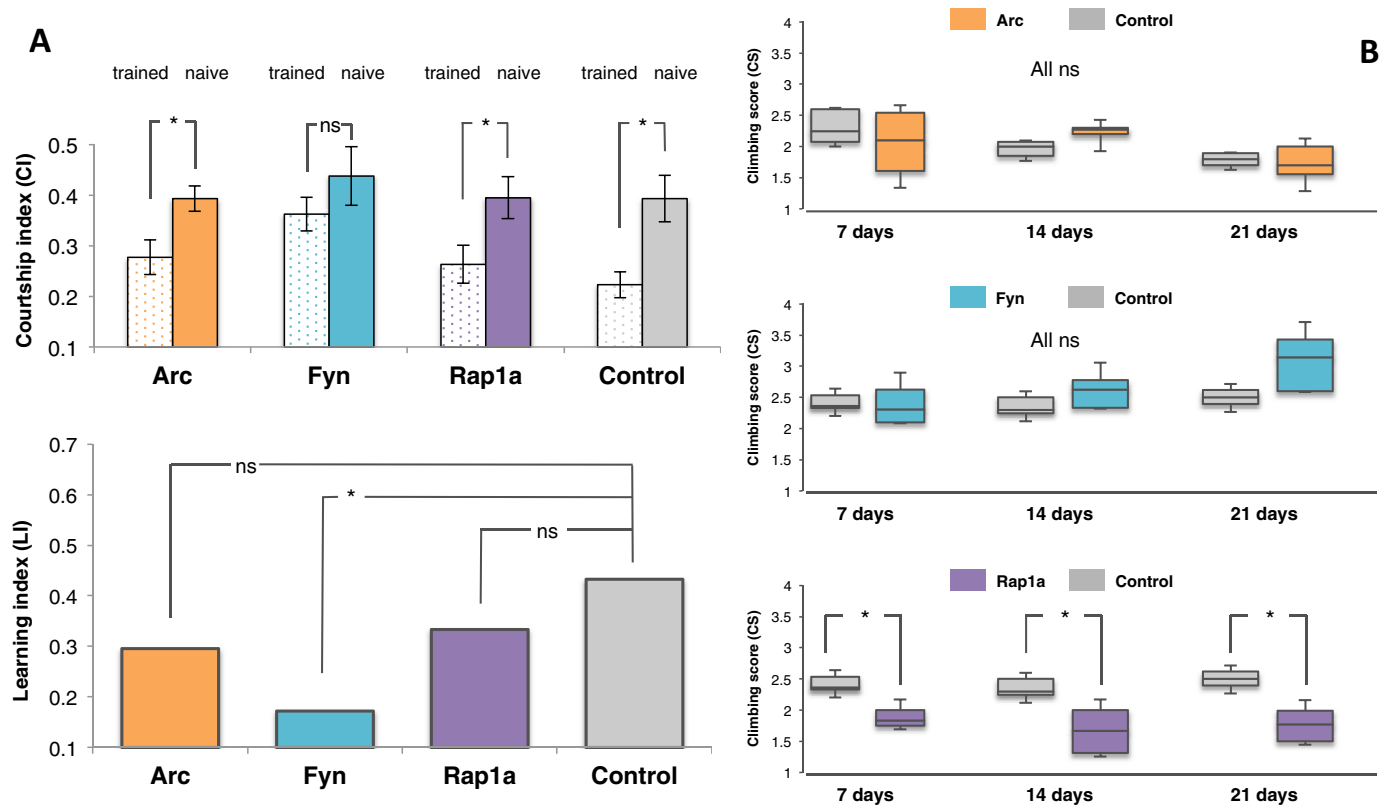 A
trained naive trained naive trained naive trained naive
* ns * *
Courtship index (CI)
0.5
0.4
0.3
0.2
0.1
Arc Fyn Rap1a Control
Learning index (LI)
0.7
0.6
0.5
0.4
0.3
0.2
0.1
ns
*
ns
Arc Fyn Rap1a Control
B
Arc Control
All ns
Climbing score (CS)
4
3.5
3
2.5
2
1.5
1
7 days 14 days 21 days
Fyn Control
All ns
Climbing score (CS)
4
3.5
3
2.5
2
1.5
1
7 days 14 days 21 days
Rap1a Control
* * *
Climbing score (CS)
4
3.5
3
2.5
2
1.5
1
7 days 14 days 21 days